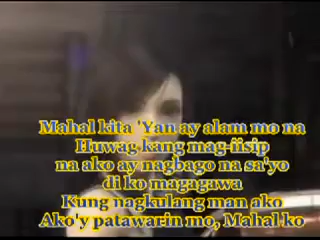 Mahal kita 'Yan ay alam mo na
Huwag kang mag-iisip
na ako ay nagbago na sa'yo
di ko magagawa
Kung nagkulang man ako
Ako'y patawarin mo, Mahal ko